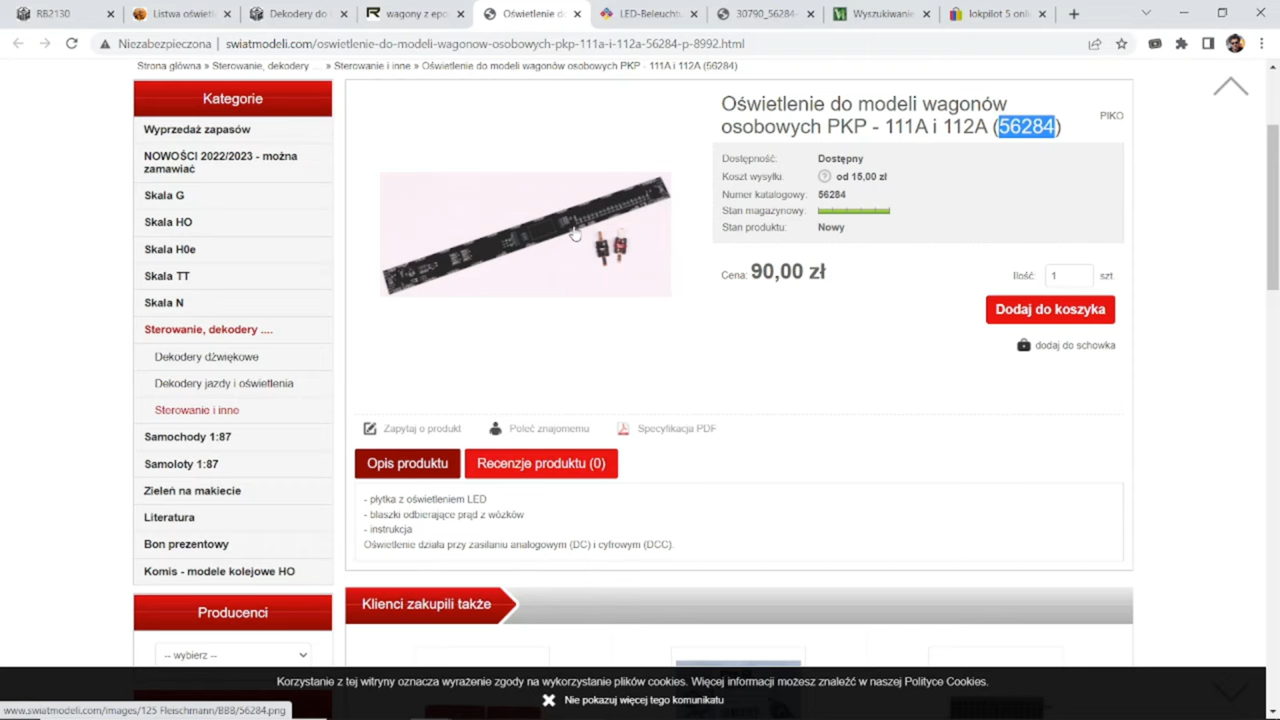 RB2130
Listwa oświetl
Dekodery do
wagony z epo
Oświetlenie do
LED-Beleuchtu
30790_56284-
Wyszukiwanie
lokpilot 5 onli
Niezabezpieczona
swiatmodeli.com/oswietlenie-do-modeli-wagonow-osobowych-pkp-111a-i-112a-56284-p-8992.html
Strona główna » Sterowanie, dekodery .... » Sterowanie i inne » Oświetlenie do modeli wagonów osobowych PKP - 111A i 112A (56284)
Kategorie
Wyprzedaż zapasów
NOWOŚCI 2022/2023 - można
zamawiać
Skala G
Skala HO
Skala H0e
Skala TT
Skala N
Sterowanie, dekodery ....
Dekodery dźwiękowe
Dekodery jazdy i oświetlenia
Sterowanie i inne
Samochody 1:87
Samoloty 1:87
Zieleń na makiecie
Literatura
Bon prezentowy
Komis - modele kolejowe HO
Producenci
-- wybierz --
Oświetlenie do modeli wagonów
osobowych PKP - 111A i 112A (56284)
PIKO
Dostępność: Dostępny
Koszt wysyłki: od 15,00 zł
Numer katalogowy: 56284
Stan magazynowy:
Stan produktu: Nowy
Cena: 90,00 zł
Ilość: 1 szt.
Dodaj do koszyka
dodaj do schowka
Zapytaj o produkt
Poleć znajomemu
Specyfikacja PDF
Opis produktu
Recenzje produktu (0)
- płytka z oświetleniem LED
- blaszki odbierające prąd z wózków
- instrukcja
Oświetlenie działa przy zasilaniu analogowym (DC) i cyfrowym (DCC).
Klienci zakupili także
Korzystanie z tej witryny oznacza wyrażenie zgody na wykorzystanie plików cookies. Więcej informacji możesz znaleźć w naszej Polityce Cookies.
Nie pokazuj więcej tego komunikatu
www.swiatmodeli.com/images/125 Fleischmann/BBB/56284.png